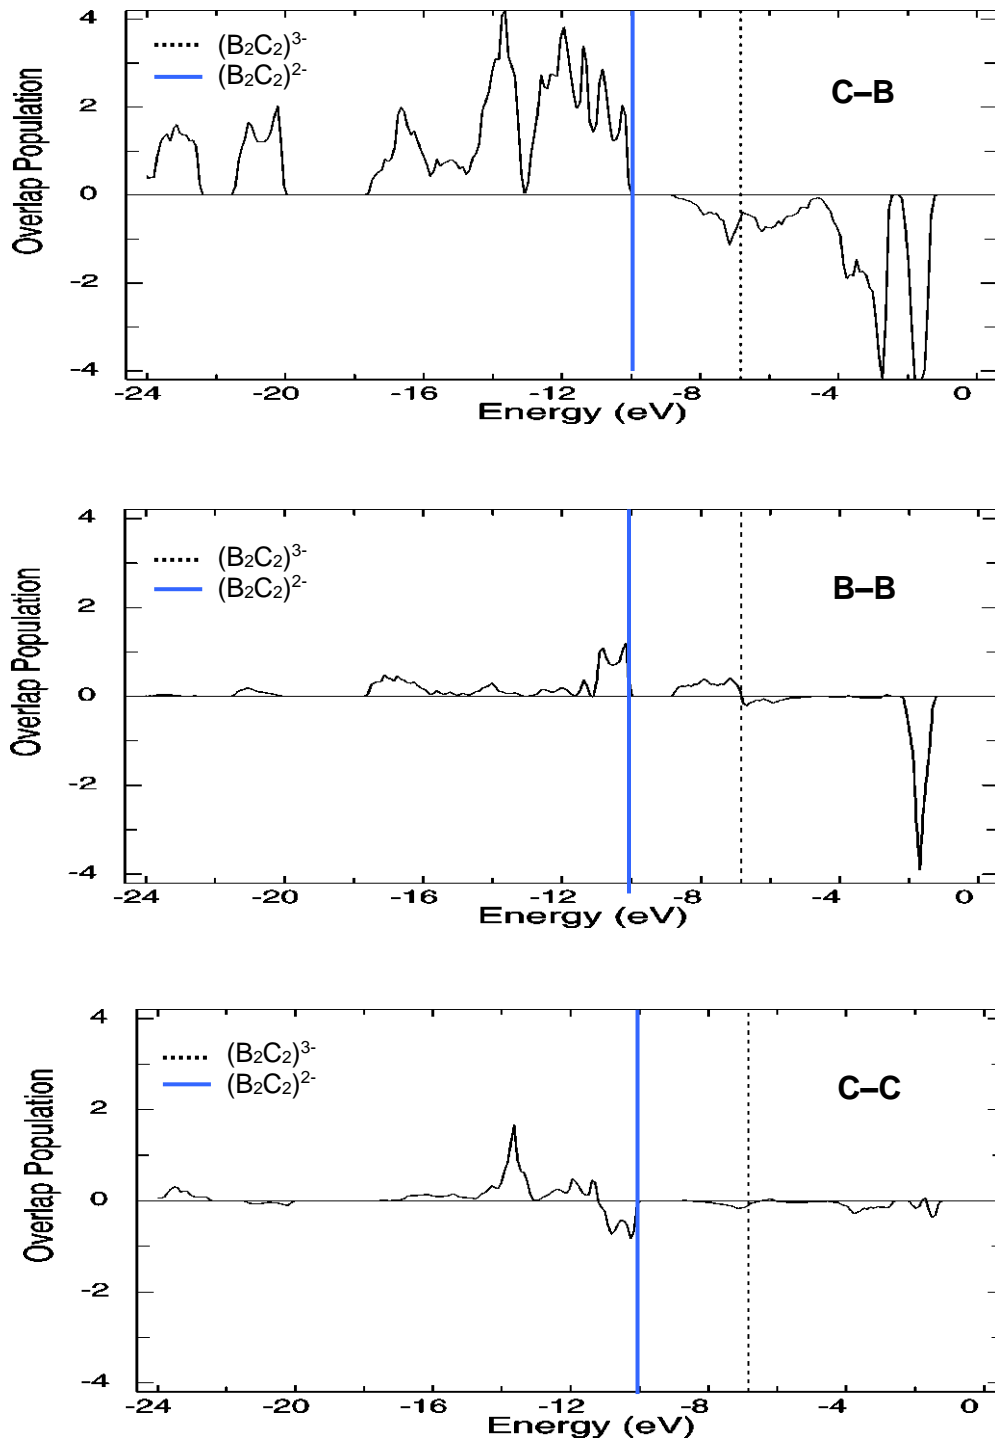 4
(B₂C₂)³⁻
(B₂C₂)²⁻
C–B
2
0
-2
-4
Overlap Population
-24 -20 -16 -12 -8 -4 0
Energy (eV)
4
(B₂C₂)³⁻
(B₂C₂)²⁻
B–B
2
0
-2
-4
Overlap Population
-24 -20 -16 -12 -8 -4 0
Energy (eV)
4
(B₂C₂)³⁻
(B₂C₂)²⁻
C–C
2
0
-2
-4
Overlap Population
-24 -20 -16 -12 -8 -4 0
Energy (eV)